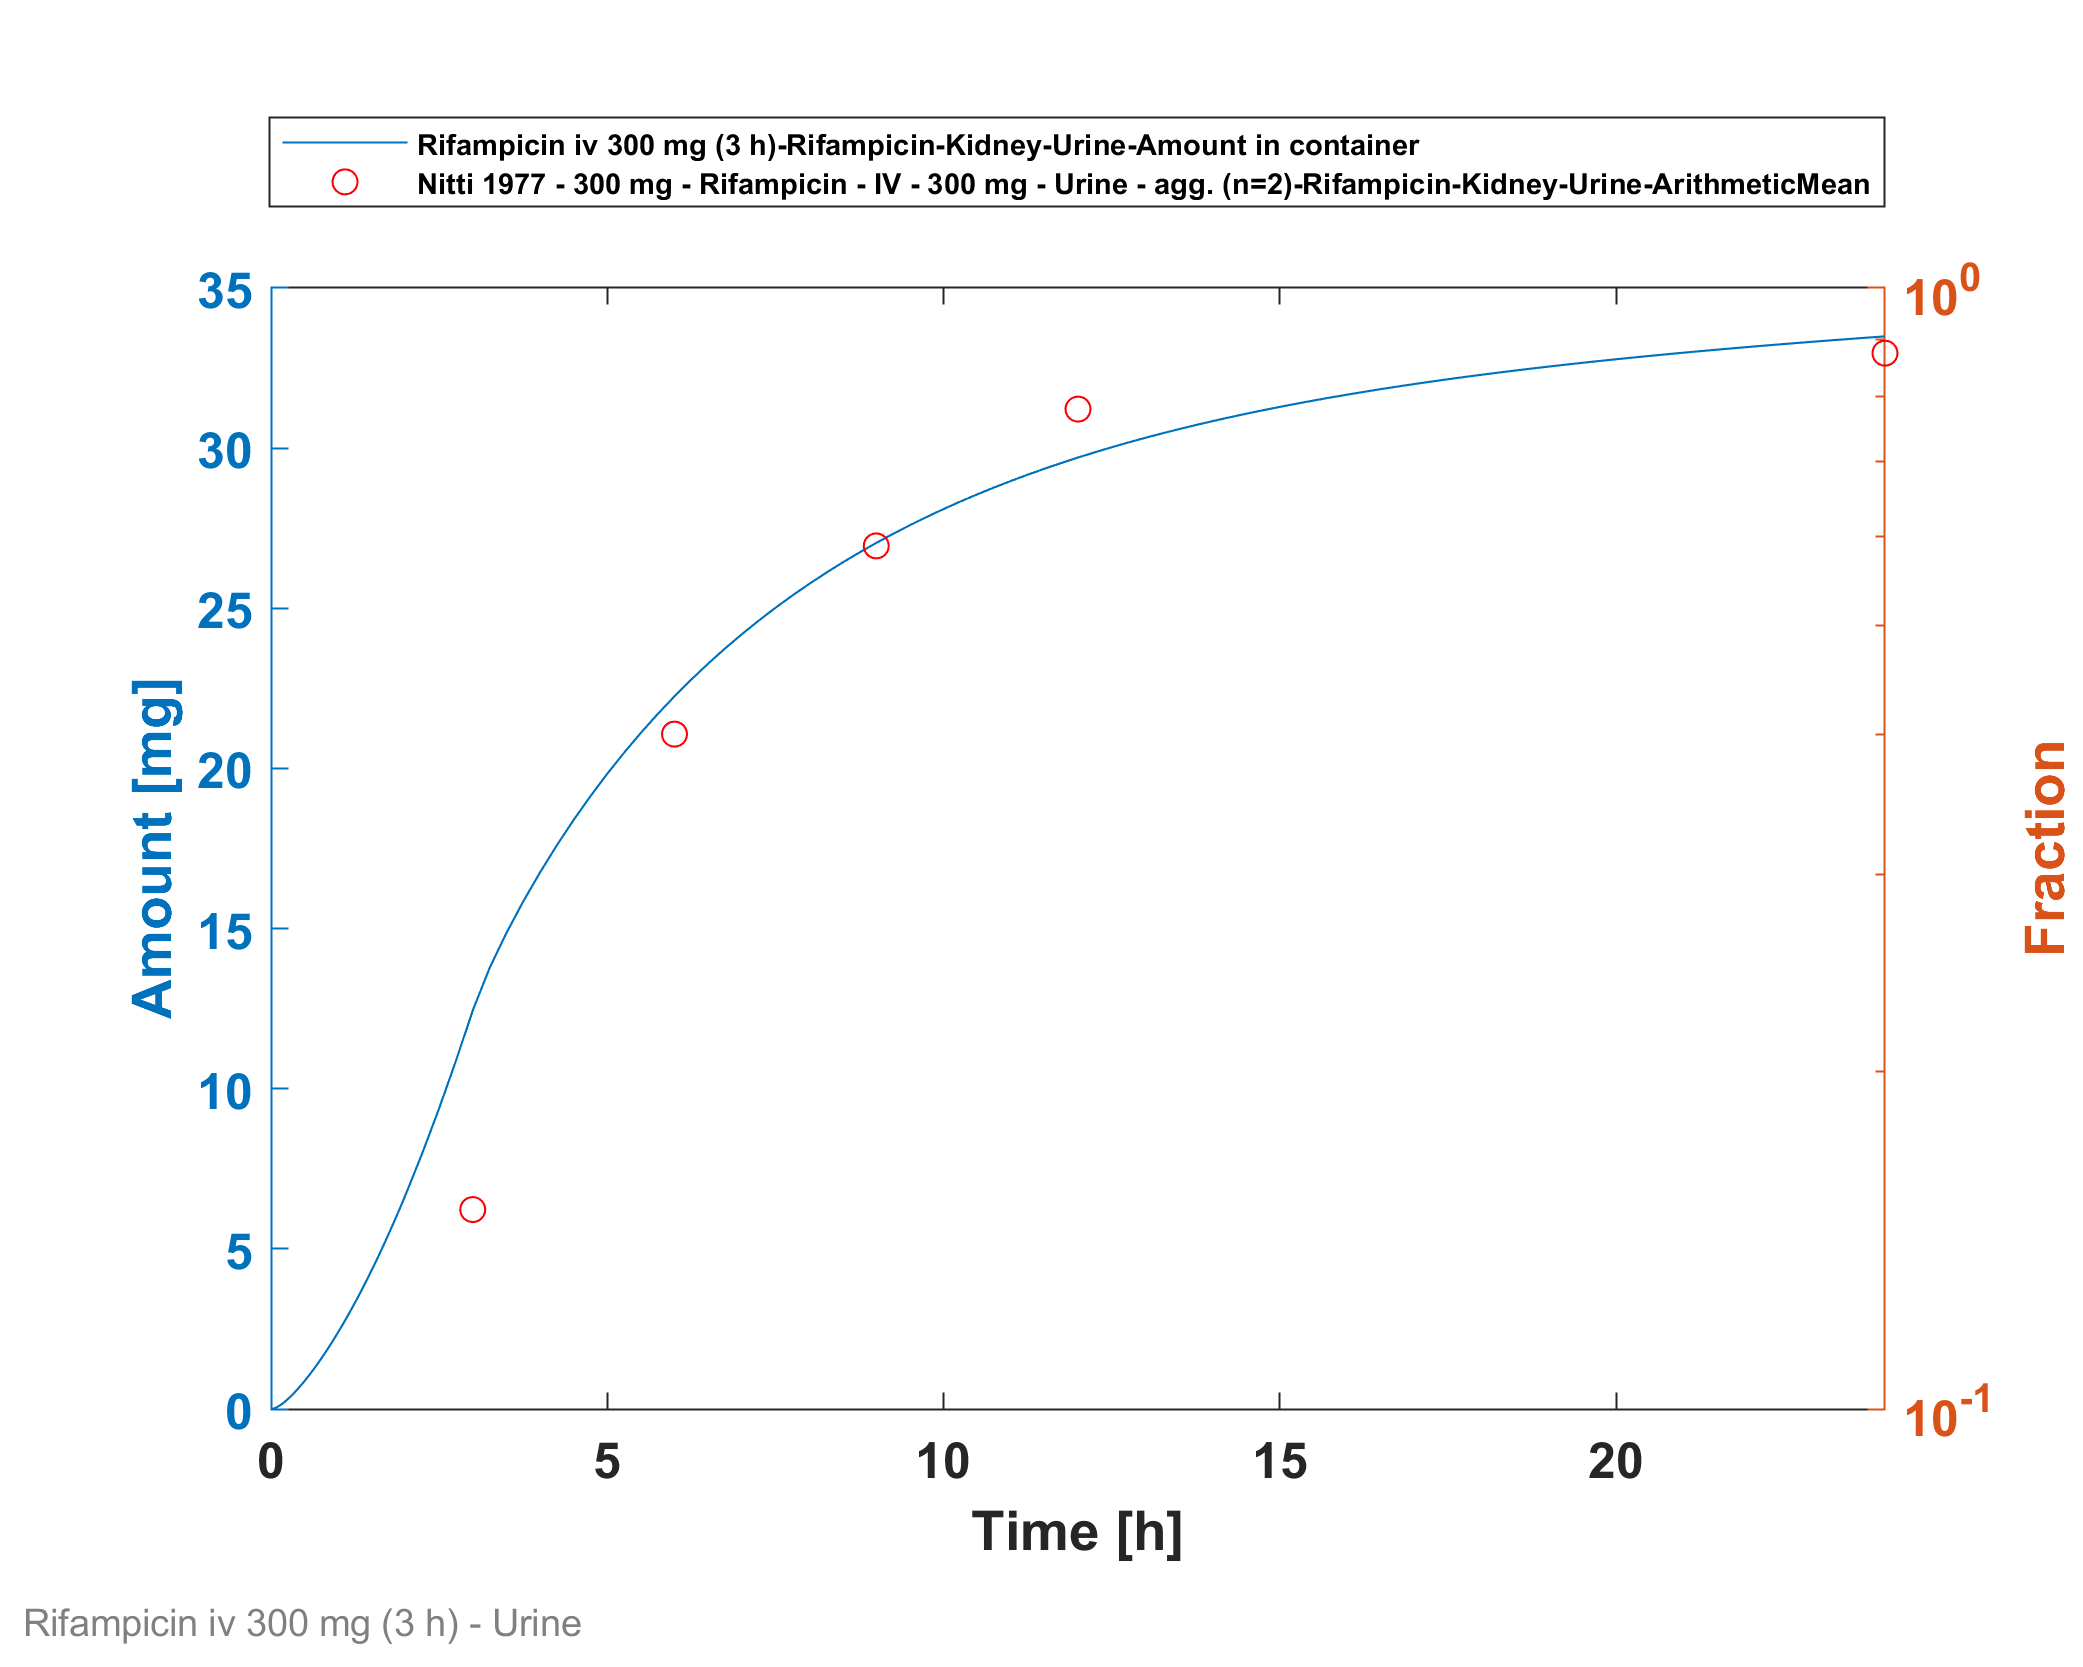 Rifampicin iv 300 mg (3 h)-Rifampicin-Kidney-Urine-Amount in container
Nitti 1977 - 300 mg - Rifampicin - IV - 300 mg - Urine - agg. (n=2)-Rifampicin-Kidney-Urine-ArithmeticMean
35
30
25
20
15
10
5
0
Amount [mg]
10^0
10^-1
Fraction
0 5 10 15 20
Time [h]
Rifampicin iv 300 mg (3 h) - Urine